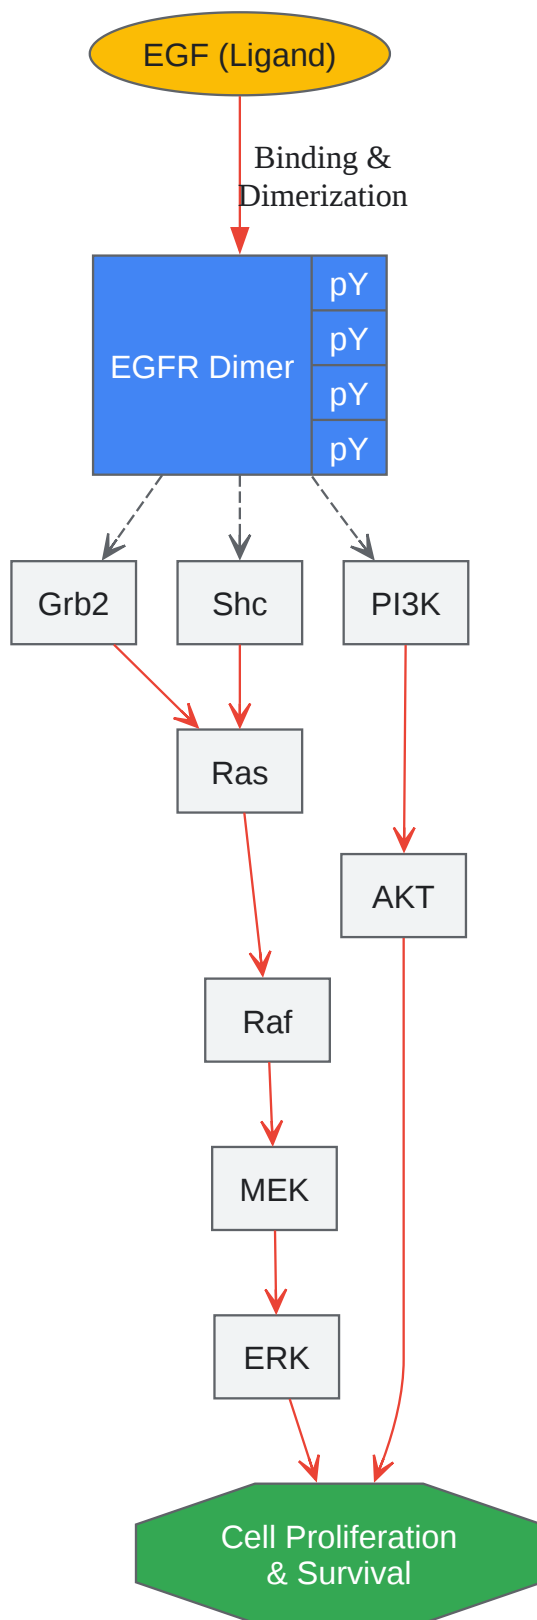 EGF (Ligand)
Binding &
Dimerization
EGFR Dimer
pY
pY
pY
pY
Grb2
Shc
PI3K
Ras
AKT
Raf
MEK
ERK
Cell Proliferation
& Survival